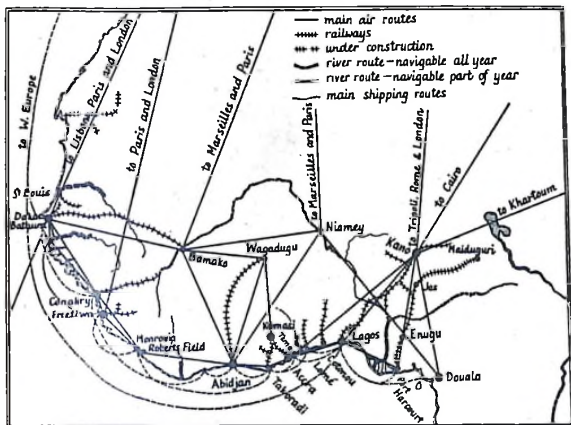 main air routes
railways
under construction
river route—navigable all year
river route—navigable part of year
main shipping routes
to W. Europe
to Lisbon, Paris and London
to Paris and London
to Marseilles and Paris
to Marseilles and Paris
to Tripoli, Rome & London
to Cairo
to Khartoum
St Louis
Dakar
Bathurst
Bamako
Wagadugu
Niamey
Kano
Maiduguri
Jos
Conakry
Freetown
Monrovia
Roberts Field
Abidjan
Kumasi
Takoradi
Accra
Lomé
Cotonou
Lagos
Enugu
Port
Harcourt
Douala